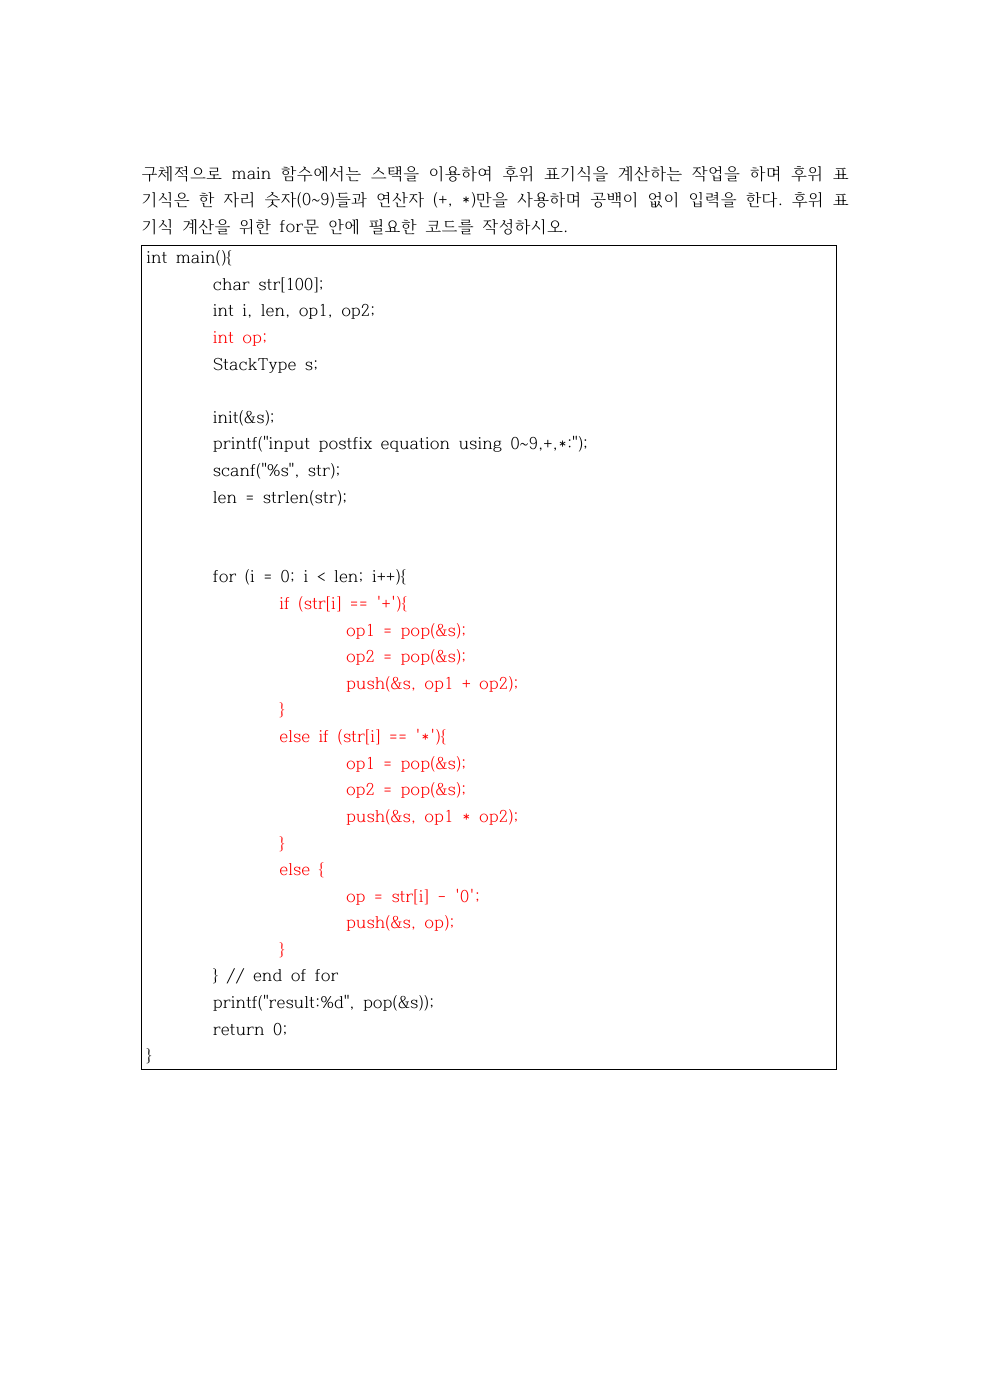 구체적으로 main 함수에서는 스택을 이용하여 후위 표기식을 계산하는 작업을 하며 후위 표
기식은 한 자리 숫자(0~9)들과 연산자 (+, *)만을 사용하며 공백이 없이 입력을 한다. 후위 표
기식 계산을 위한 for문 안에 필요한 코드를 작성하시오.
int main(){
char str[100];
int i, len, op1, op2;
int op;
StackType s;
init(&s);
printf("input postfix equation using 0~9,+,*:");
scanf("%s", str);
len = strlen(str);
for (i = 0; i < len; i++){
if (str[i] == '+'){
op1 = pop(&s);
op2 = pop(&s);
push(&s, op1 + op2);
}
else if (str[i] == '*'){
op1 = pop(&s);
op2 = pop(&s);
push(&s, op1 * op2);
}
else {
op = str[i] - '0';
push(&s, op);
}
} // end of for
printf("result:%d", pop(&s));
return 0;
}